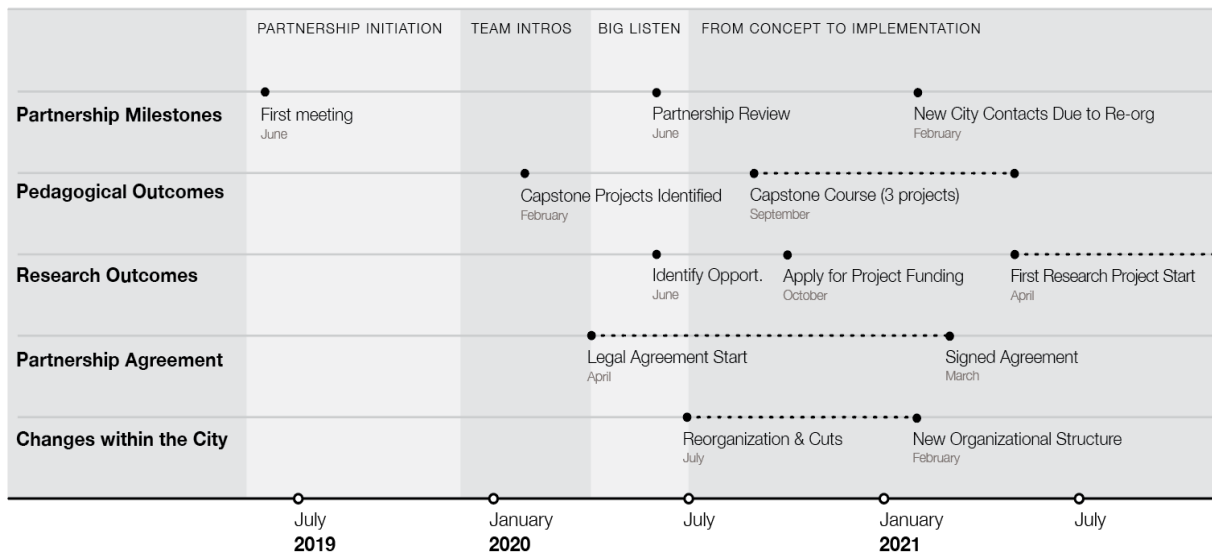 PARTNERSHIP INITIATION
TEAM INTROS
BIG LISTEN
FROM CONCEPT TO IMPLEMENTATION
Partnership Milestones
First meeting
June
Partnership Review
June
New City Contacts Due to Re-org
February
Pedagogical Outcomes
Capstone Projects Identified
February
Capstone Course (3 projects)
September
Research Outcomes
Identify Opport.
June
Apply for Project Funding
October
First Research Project Start
April
Partnership Agreement
Legal Agreement Start
April
Signed Agreement
March
Changes within the City
Reorganization & Cuts
July
New Organizational Structure
February
July
2019
January
2020
July
January
2021
July